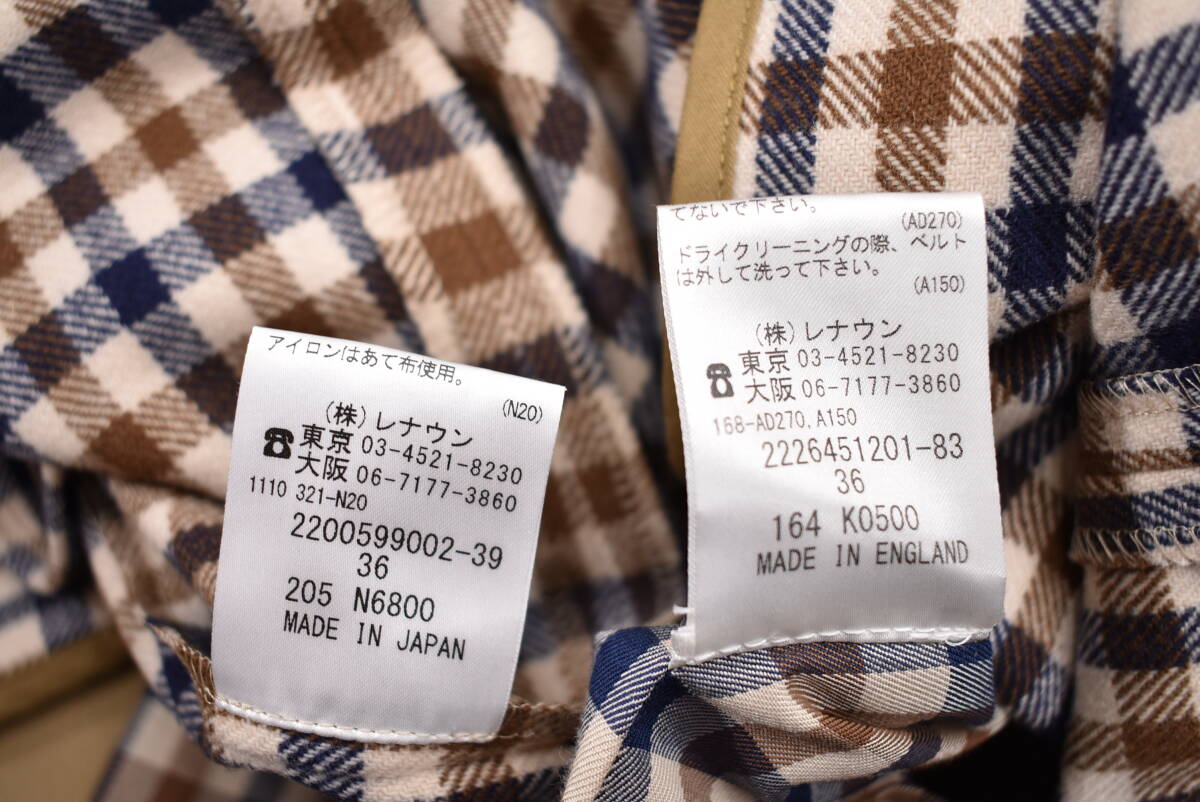 アイロンはあて布使用。
(N20)
(株)レナウン
☎東京 03-4521-8230
大阪 06-7177-3860
1110 321-N20
2200599002-39
36
205 N6800
MADE IN JAPAN
てないで下さい。
(AD270)
ドライクリーニングの際、ベルト
は外して洗って下さい。
(A150)
(株)レナウン
☎東京 03-4521-8230
大阪 06-7177-3860
168-AD270,A150
2226451201-83
36
164 K0500
MADE IN ENGLAND